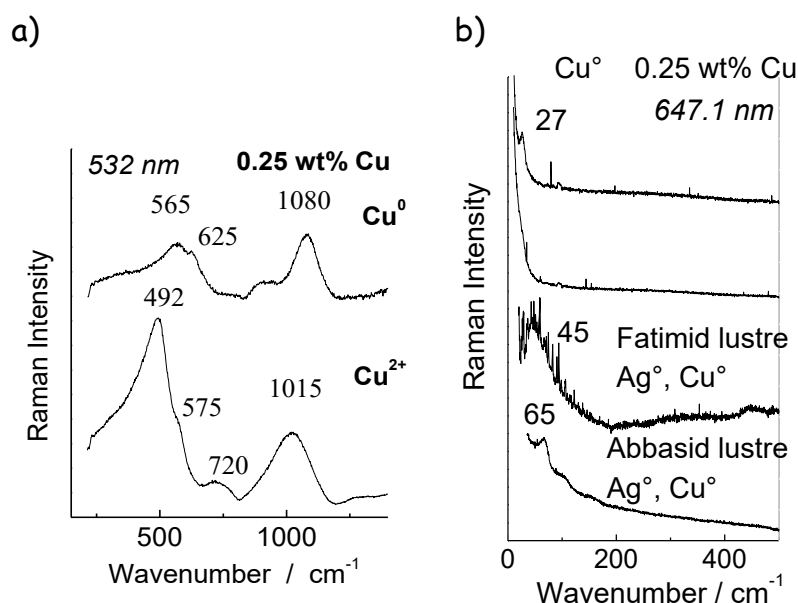 a)
532 nm 0.25 wt% Cu
565
1080
Cu⁰
625
492
Cu²⁺
575
1015
720
Raman Intensity
500 1000
Wavenumber / cm⁻¹
b)
Cu° 0.25 wt% Cu
647.1 nm
27
45
Fatimid lustre
Ag°, Cu°
65
Abbasid lustre
Ag°, Cu°
Raman Intensity
0 200 400
Wavenumber / cm⁻¹